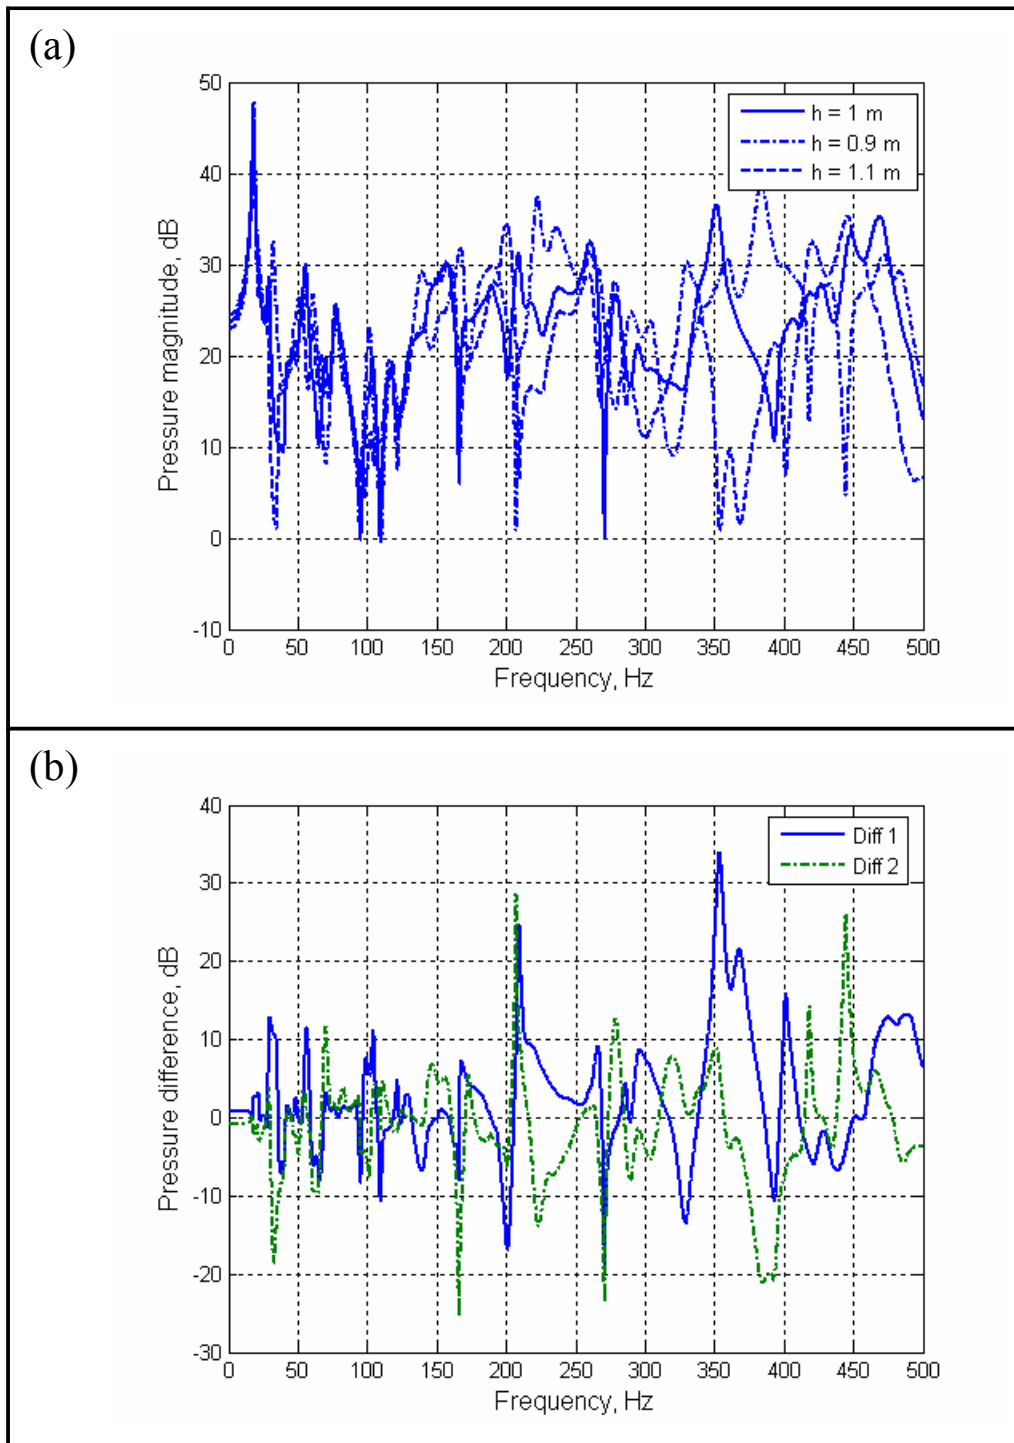 (a)
50
40
30
20
10
0
-10
Pressure magnitude, dB
h = 1 m
h = 0.9 m
h = 1.1 m
0 50 100 150 200 250 300 350 400 450 500
Frequency, Hz
(b)
40
30
20
10
0
-10
-20
-30
Pressure difference, dB
Diff 1
Diff 2
0 50 100 150 200 250 300 350 400 450 500
Frequency, Hz